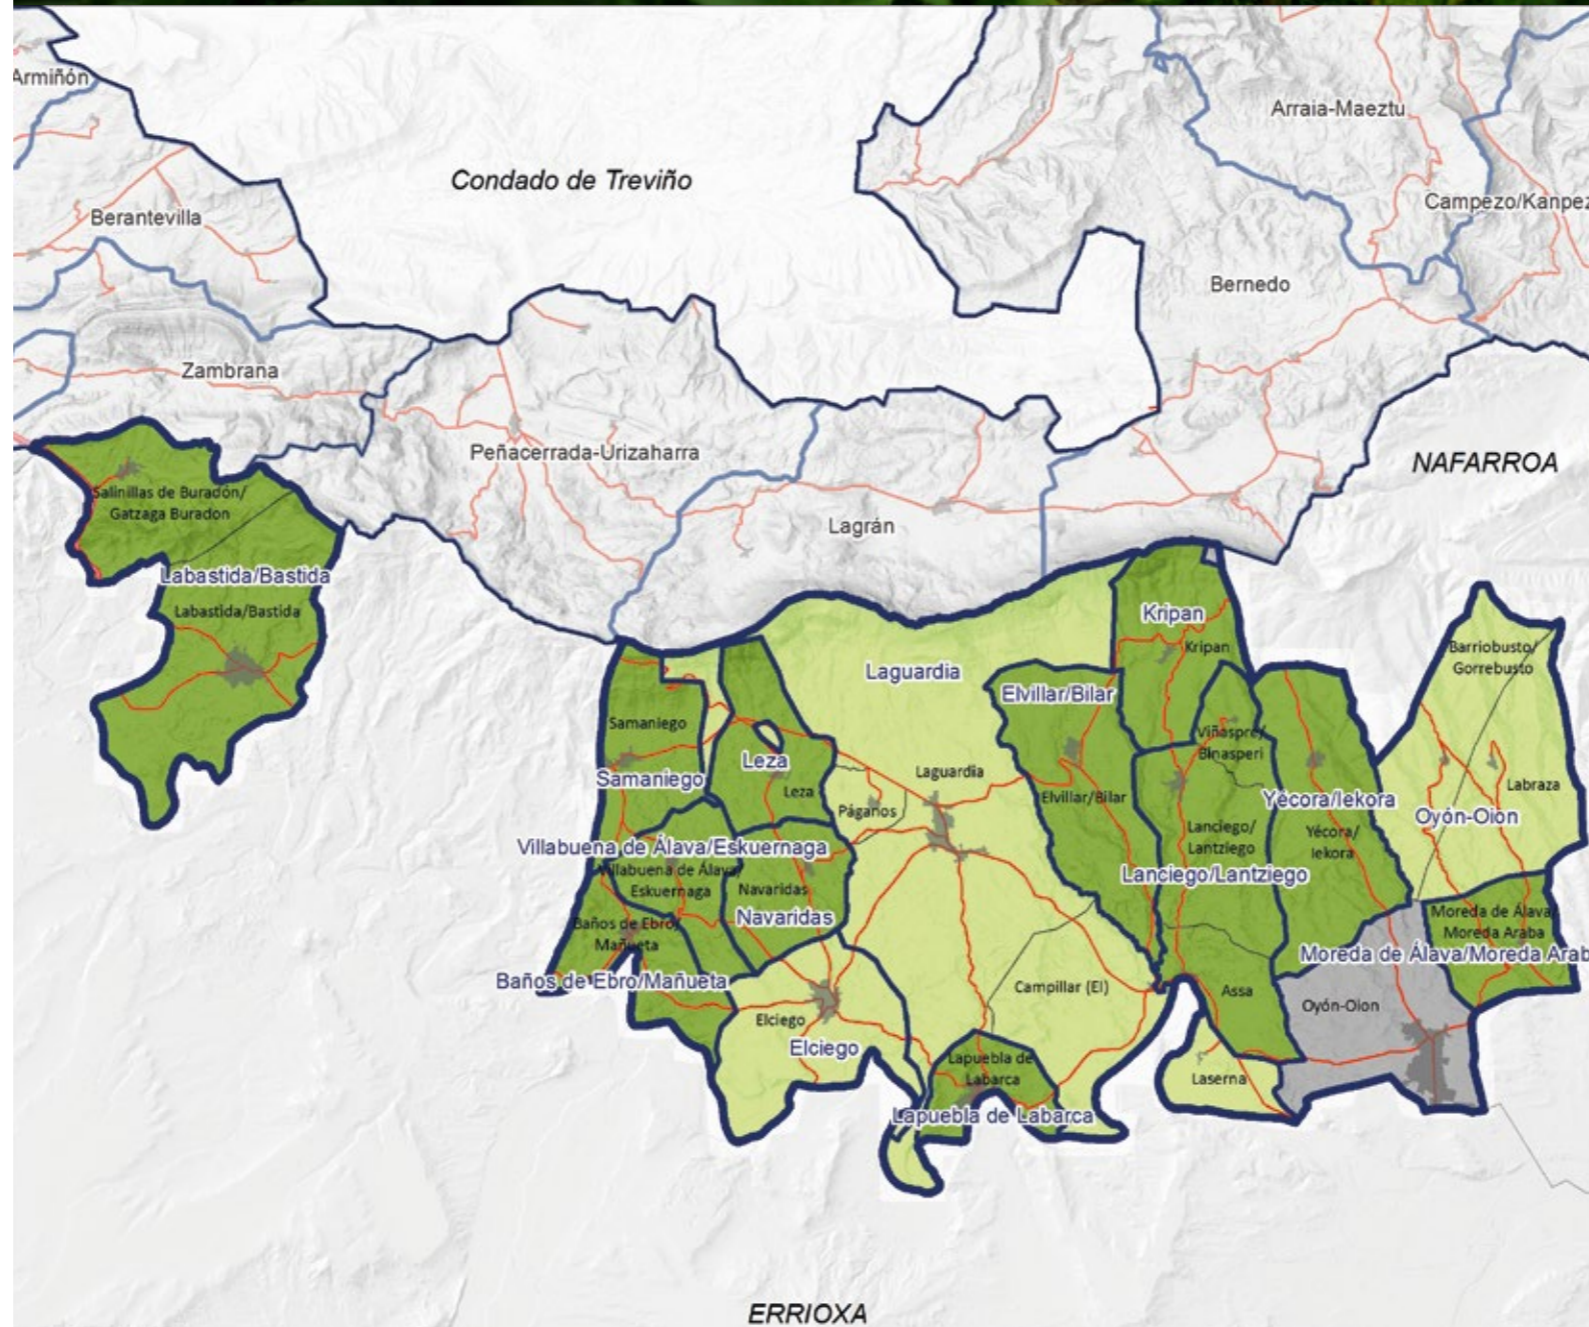 Armiñón
Arraia-Maeztu
Condado de Treviño
Campezo/Kanpez
Berantevilla
Bernedo
Zambrana
Peñacerrada-Urizaharra
NAFARROA
Salinillas de Buradón/
Gatzaga Buradon
Lagrán
Labastida/Bastida
Labastida/Bastida
Kripan
Kripan
Barriobusto/
Gorrebusto
Laguardia
Elvillar/Bilar
Samaniego
Viñaspre/
Binasperi
Leza
Samaniego
Laguardia
Labraza
Leza
Elvillar/Bilar
Yécora/Iekora
Páganos
Oyón-Oion
Lanciego/
Lantziego
Yécora/
Iekora
Villabuena de Álava/Eskuernaga
Villabuena de Álava/
Eskuernaga
Lanciego/Lantziego
Navaridas
Navaridas
Baños de Ebro/
Mañueta
Moreda de Álava/
Moreda Araba
Moreda de Álava/Moreda Arab
Baños de Ebro/Mañueta
Campillar (El)
Assa
Oyón-Oion
Elciego
Elciego
Lapuebla de
Labarca
Laserna
Lapuebla de Labarca
ERRIOXA